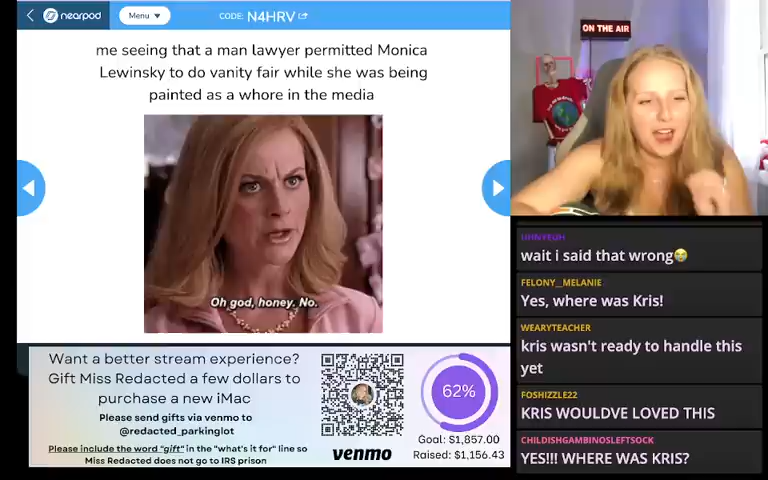 nearpod
Menu
CODE: N4HRV
ON THE AIR
me seeing that a man lawyer permitted Monica
Lewinsky to do vanity fair while she was being
painted as a whore in the media
Oh god, honey. No.
wait i said that wrong😭
FELONY__MELANIE
Yes, where was Kris!
WEARYTEACHER
kris wasn't ready to handle this
yet
FOSHIZZLE22
KRIS WOULDVE LOVED THIS
CHILDISHGAMBINOSLEFTSOCK
YES!!! WHERE WAS KRIS?
Want a better stream experience?
Gift Miss Redacted a few dollars to
purchase a new iMac
Please send gifts via venmo to
@redacted_parkinglot
Please include the word "gift" in the "what's it for" line so
Miss Redacted does not go to IRS prison
venmo
62%
Goal: $1,857.00
Raised: $1,156.43